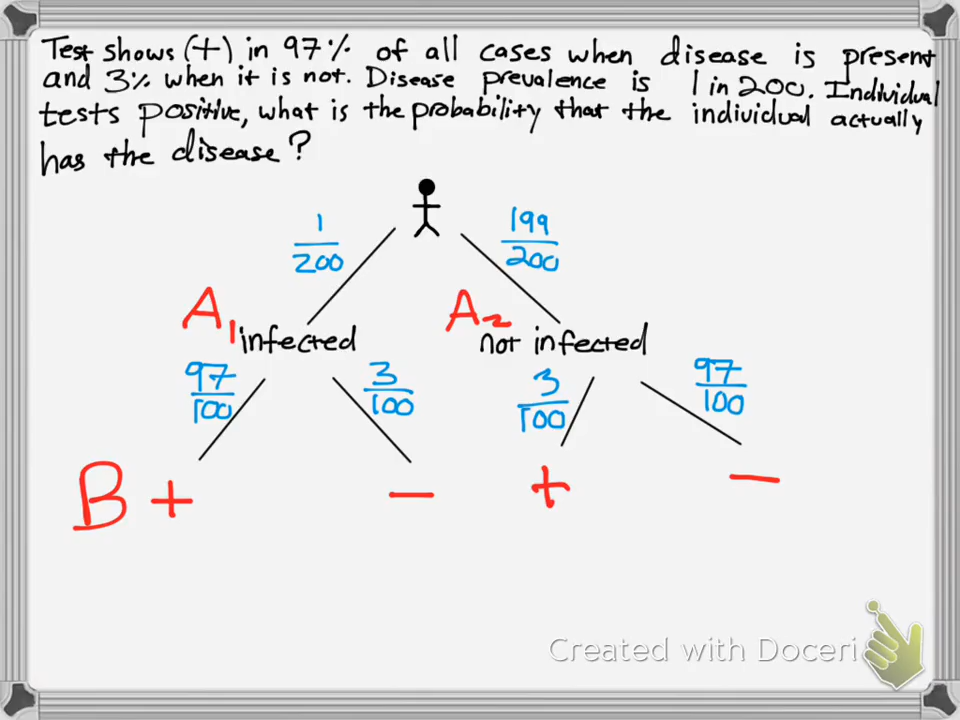 Test shows (+) in 97% of all cases when disease is present
and 3% when it is not. Disease prevalence is 1 in 200. Individual
tests positive, what is the probability that the individual actually
has the disease?
1/200
199/200
A1 infected
A2 not infected
97/100
3/100
3/100
97/100
B + - + -
Created with Doceri